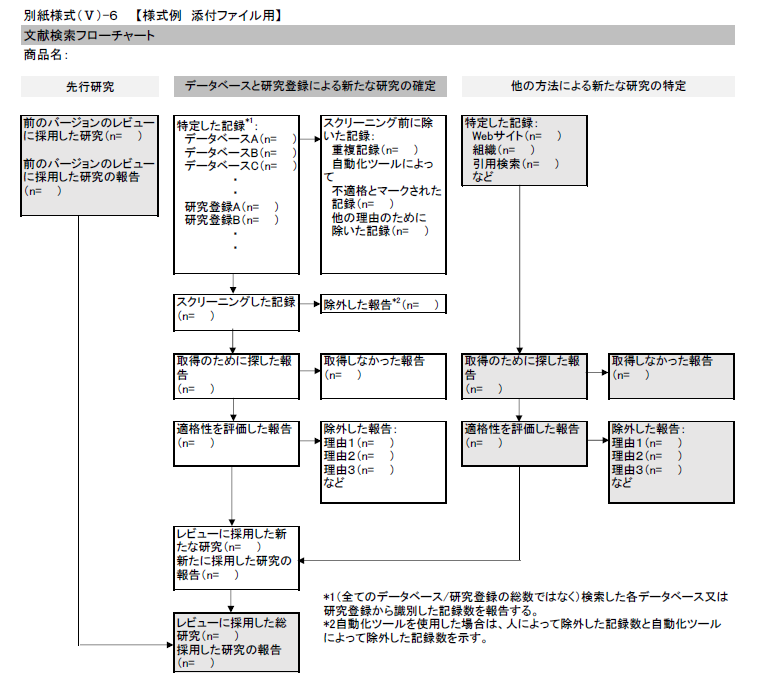 別紙様式（Ⅴ）-6　【様式例　添付ファイル用】
文献検索フローチャート
商品名：
先行研究
データベースと研究登録による新たな研究の確定
他の方法による新たな研究の特定
前のバージョンのレビュー
に採用した研究（n=　）
前のバージョンのレビュー
に採用した研究の報告
（n=　）
特定した記録*1：
データベースA（n=　）
データベースB（n=　）
データベースC（n=　）
・
・
研究登録A（n=　）
研究登録B（n=　）
・
・
スクリーニング前に除
いた記録：
重複記録（n=　）
自動化ツールによっ
て
不適格とマークされた
記録（n=　）
他の理由のために
除いた記録（n=　）
特定した記録：
Webサイト（n=　）
組織（n=　）
引用検索（n=　）
など
スクリーニングした記録
（n=　）
除外した報告*2（n=　）
取得のために探した報
告
（n=　）
取得しなかった報告
（n=　）
取得のために探した報
告
（n=　）
取得しなかった報告
（n=　）
適格性を評価した報告
（n=　）
除外した報告：
理由1（n=　）
理由2（n=　）
理由3（n=　）
など
適格性を評価した報告
（n=　）
除外した報告：
理由1（n=　）
理由2（n=　）
理由3（n=　）
など
レビューに採用した新
たな研究（n=　）
新たに採用した研究の
報告（n=　）
*1（全てのデータベース/研究登録の総数ではなく）検索した各データベース又は
研究登録から識別した記録数を報告する。
*2自動化ツールを使用した場合は、人によって除外した記録数と自動化ツール
によって除外した記録数を示す。
レビューに採用した総
研究（n=　）
採用した研究の報告
（n=　）